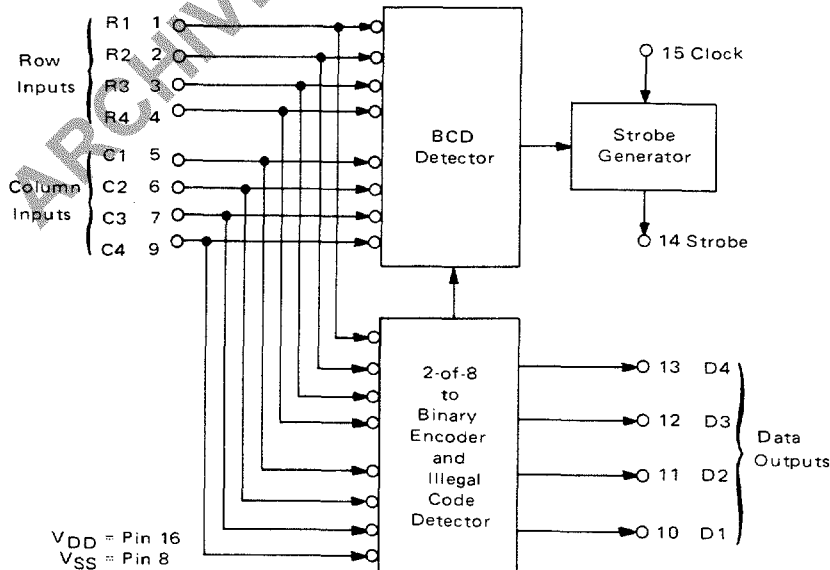 ARCHIVE
Row
Inputs
R1 1
R2 2
R3 3
R4 4
Column
Inputs
C1 5
C2 6
C3 7
C4 9
BCD
Detector
15 Clock
Strobe
Generator
14 Strobe
2-of-8
to
Binary
Encoder
and
Illegal
Code
Detector
13 D4
12 D3
11 D2
10 D1
Data
Outputs
VDD = Pin 16
VSS = Pin 8